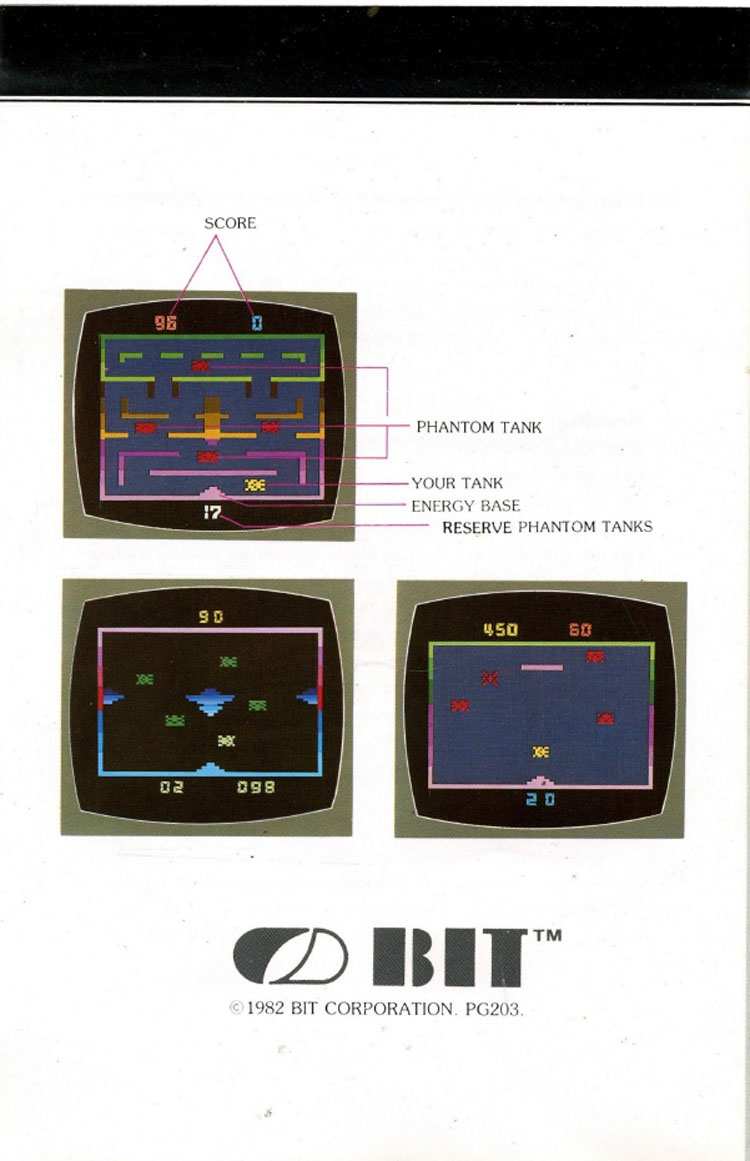 SCORE
96 0
PHANTOM TANK
YOUR TANK
ENERGY BASE
17
RESERVE PHANTOM TANKS
90
02 098
450 60
20
BIT™
© 1982 BIT CORPORATION. PG203.